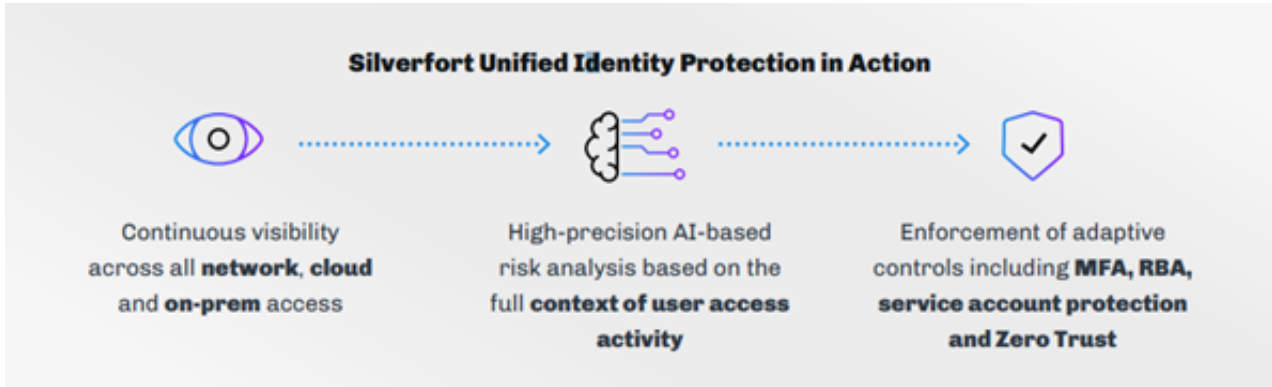 Silverfort Unified Identity Protection in Action
Continuous visibility
across all network, cloud
and on-prem access
High-precision AI-based
risk analysis based on the
full context of user access
activity
Enforcement of adaptive
controls including MFA, RBA,
service account protection
and Zero Trust